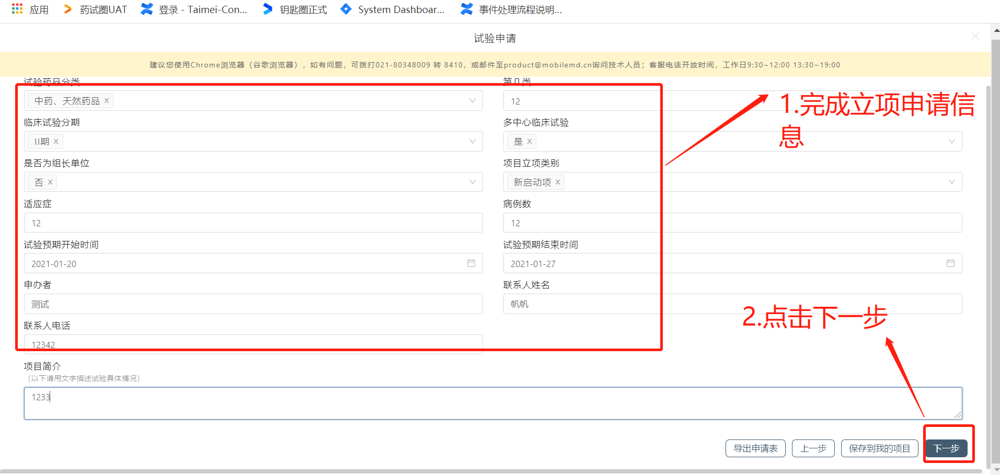 应用 药试圈UAT 登录 - Taimei-Con... 钥匙圈正式 System Dashboar... 事件处理流程说明...
试验申请
建议您使用Chrome浏览器（谷歌浏览器），如有问题，可拨打021-80348009 转 8410，或邮件至product@mobilemd.cn询问技术人员；客服电话开放时间，工作日9:30~12:00 13:30~19:00
试验药品分类 第几类
中药、天然药品 x 12
1.完成立项申请信
息
临床试验分期 多中心临床试验
II期 x 是 x
是否为组长单位 项目立项类别
否 x 新启动项 x
适应症 病例数
12 12
试验预期开始时间 试验预期结束时间
2021-01-20 2021-01-27
申办者 联系人姓名
测试 帆帆
2.点击下一步
联系人电话
12342
项目简介
（以下请用文字描述试验具体情况）
1233
导出申请表 上一步 保存到我的项目 下一步